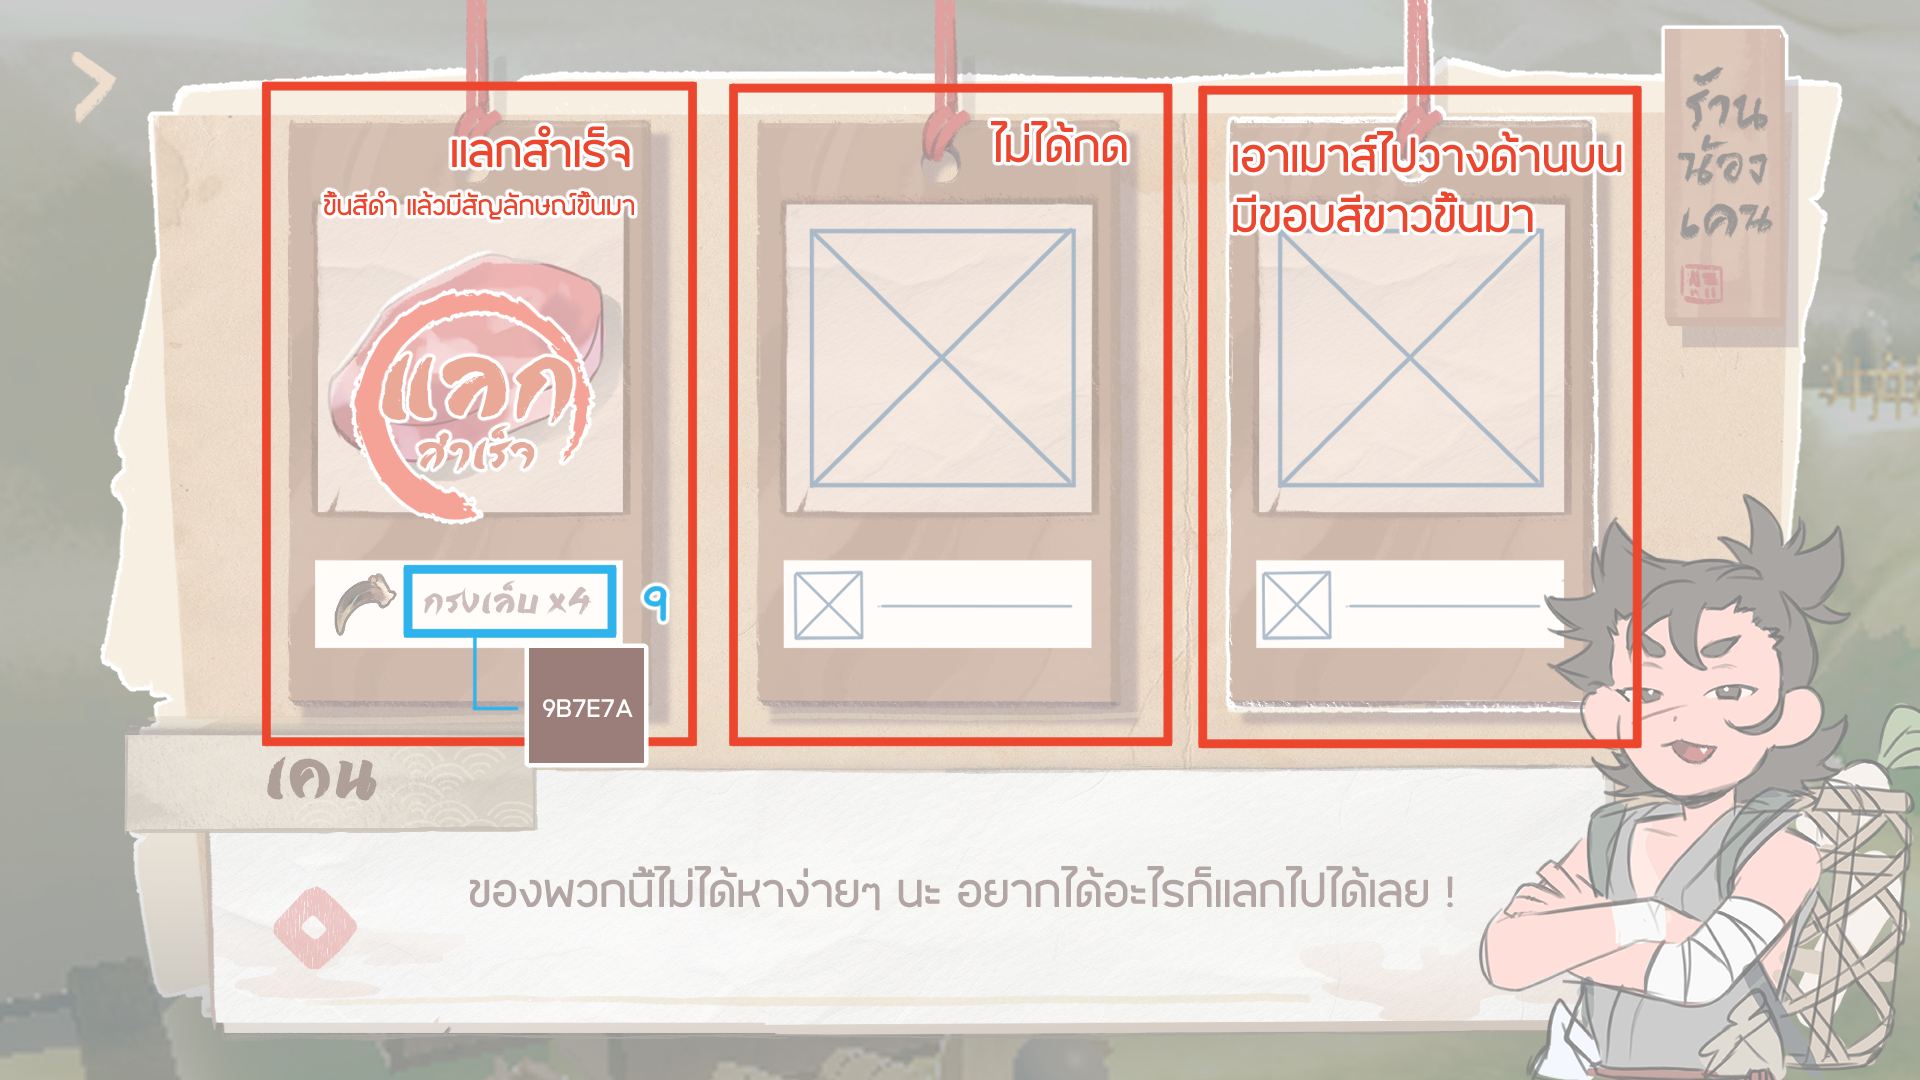 ร้าน
น้อง
เคน
แลกสำเร็จ
ขึ้นสีดำ แล้วมีสัญลักษณ์ขึ้นมา
ไม่ได้กด
เอาเมาส์ไปวางด้านบน
มีขอบสีขาวขึ้นมา
แลก
สำเร็จ
กรงเล็บ x4
9B7E7A
เคน
ของพวกนี้ไม่ได้หาง่ายๆ นะ อยากได้อะไรก็แลกไปได้เลย !